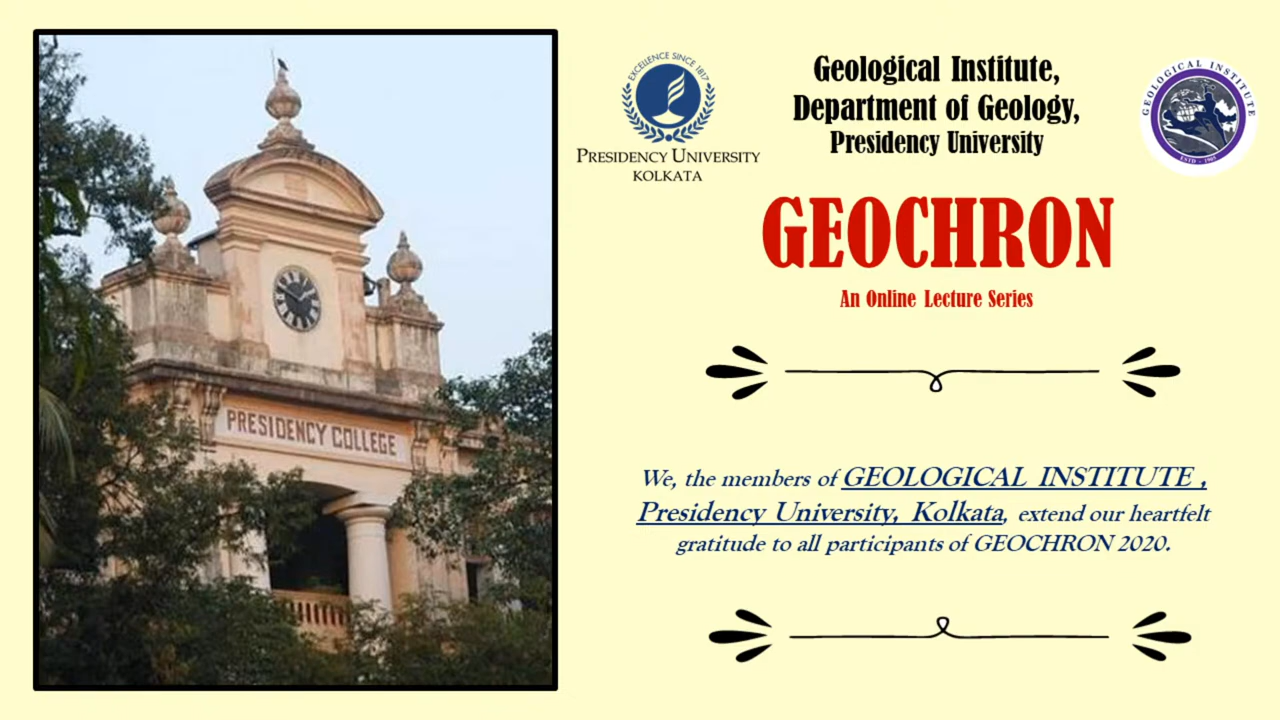 PRESIDENCY COLLEGE
EXCELLENCE SINCE 1817
PRESIDENCY UNIVERSITY
KOLKATA
Geological Institute,
Department of Geology,
Presidency University
GEOLOGICAL INSTITUTE
ESTD - 1905
GEOCHRON
An Online Lecture Series
We, the members of GEOLOGICAL INSTITUTE ,
Presidency University, Kolkata, extend our heartfelt
gratitude to all participants of GEOCHRON 2020.